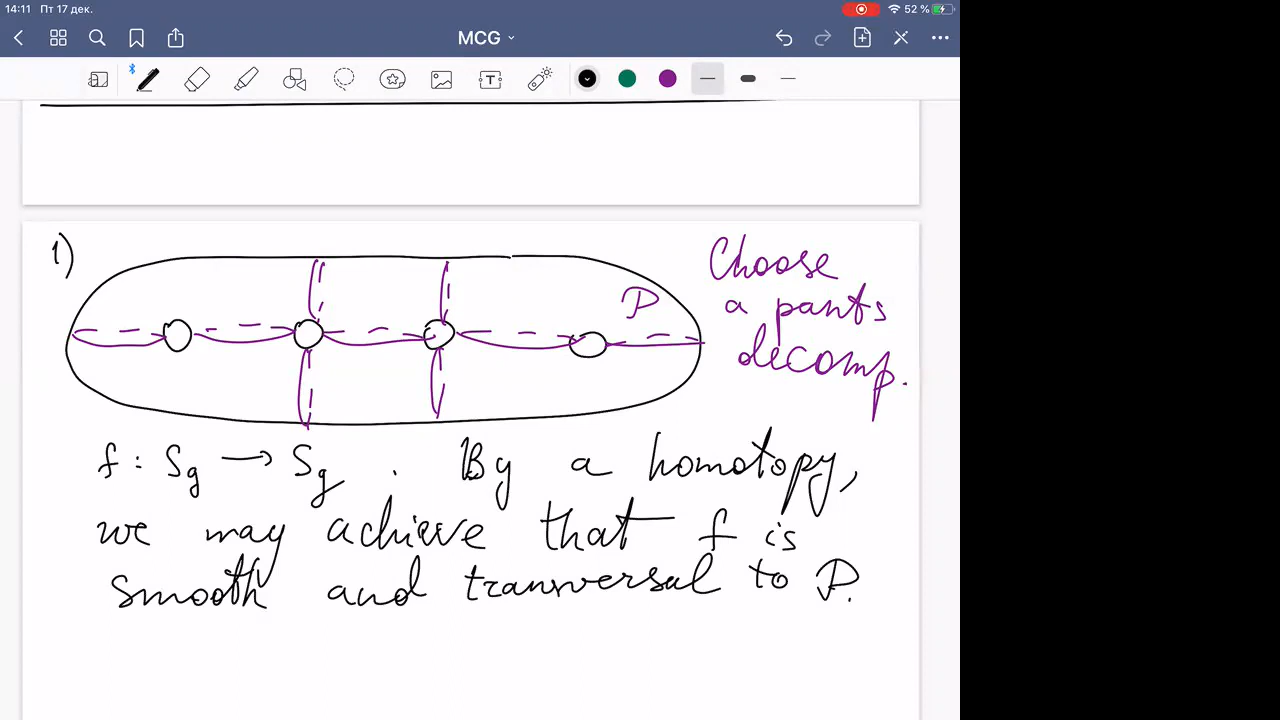 14:11 Пт 17 дек. 52 %
MCG
1)
P
Choose
a pants
decomp.
f : Sg → Sg . By a homotopy,
we may achieve that f is
smooth and transversal to P.